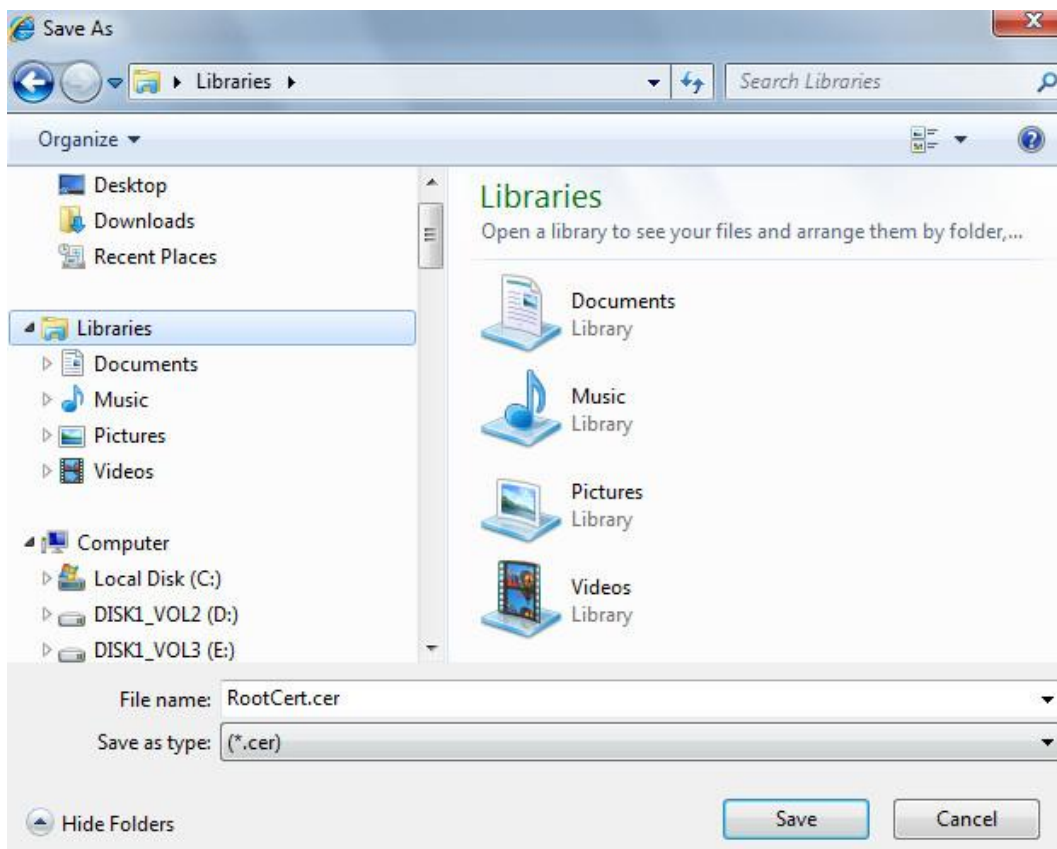 Save As
Libraries
Search Libraries
Organize
Desktop
Downloads
Recent Places
Libraries
Documents
Music
Pictures
Videos
Computer
Local Disk (C:)
DISK1_VOL2 (D:)
DISK1_VOL3 (E:)
Libraries
Open a library to see your files and arrange them by folder,...
Documents
Library
Music
Library
Pictures
Library
Videos
Library
File name: RootCert.cer
Save as type: (*.cer)
Hide Folders
Save
Cancel